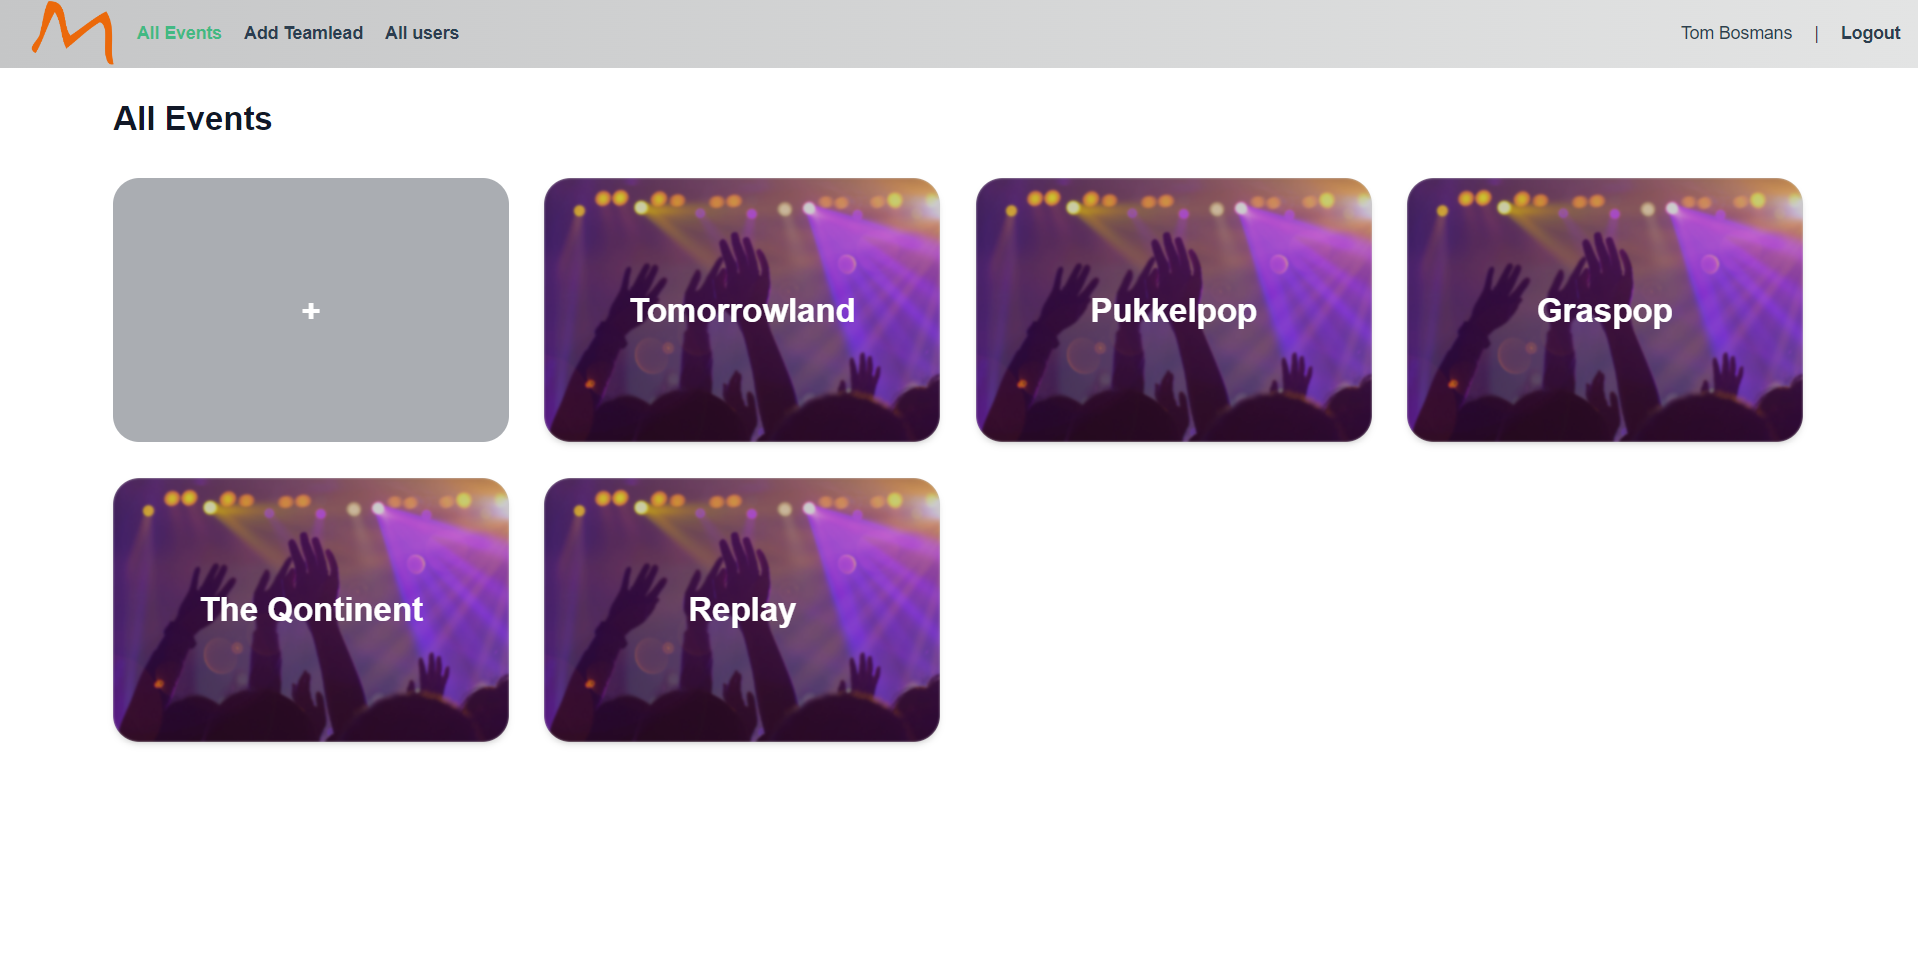 All Events Add Teamlead All users Tom Bosmans | Logout
All Events
+ Tomorrowland Pukkelpop Graspop
The Qontinent Replay